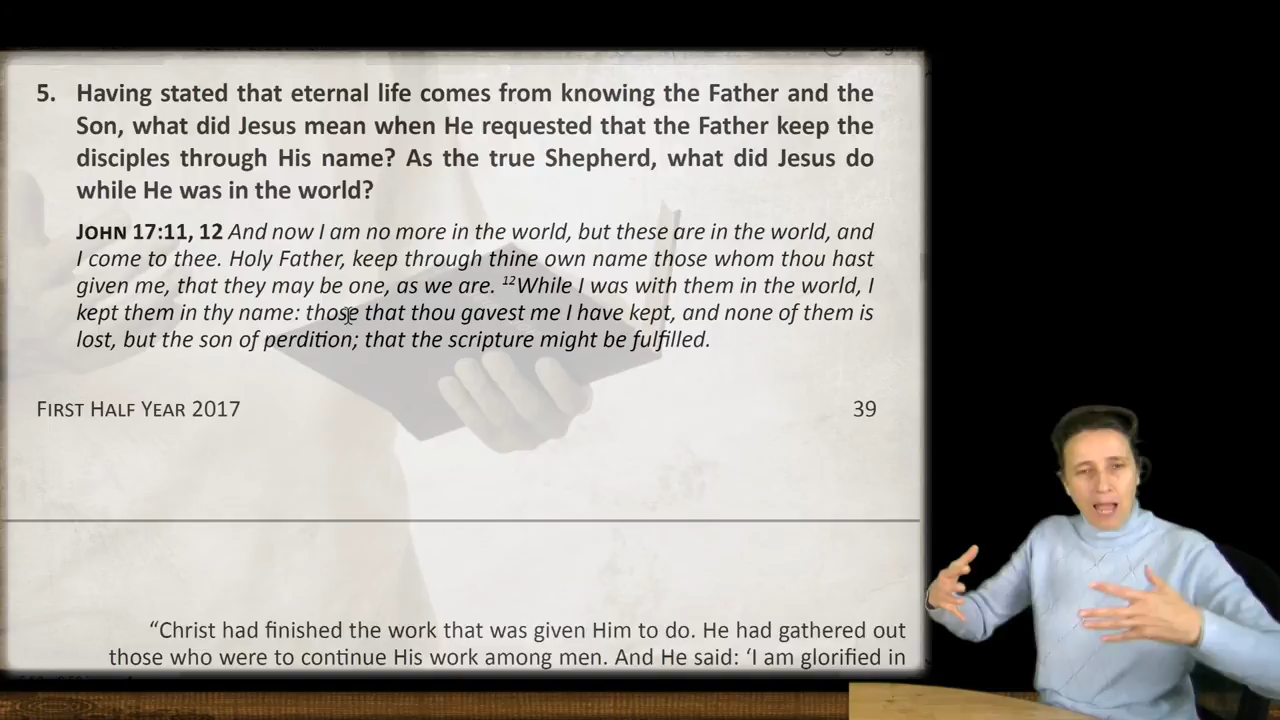 5. Having stated that eternal life comes from knowing the Father and the
Son, what did Jesus mean when He requested that the Father keep the
disciples through His name? As the true Shepherd, what did Jesus do
while He was in the world?
JOHN 17:11, 12 And now I am no more in the world, but these are in the world, and
I come to thee. Holy Father, keep through thine own name those whom thou hast
given me, that they may be one, as we are. 12While I was with them in the world, I
kept them in thy name: those that thou gavest me I have kept, and none of them is
lost, but the son of perdition; that the scripture might be fulfilled.
FIRST HALF YEAR 2017 39
“Christ had finished the work that was given Him to do. He had gathered out
those who were to continue His work among men. And He said: ‘I am glorified in